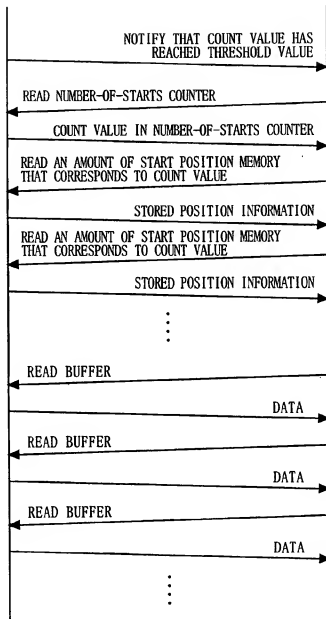 NOTIFY THAT COUNT VALUE HAS
REACHED THRESHOLD VALUE
READ NUMBER-OF-STARTS COUNTER
COUNT VALUE IN NUMBER-OF-STARTS COUNTER
READ AN AMOUNT OF START POSITION MEMORY
THAT CORRESPONDS TO COUNT VALUE
STORED POSITION INFORMATION
READ AN AMOUNT OF START POSITION MEMORY
THAT CORRESPONDS TO COUNT VALUE
STORED POSITION INFORMATION
READ BUFFER
DATA
READ BUFFER
DATA
READ BUFFER
DATA